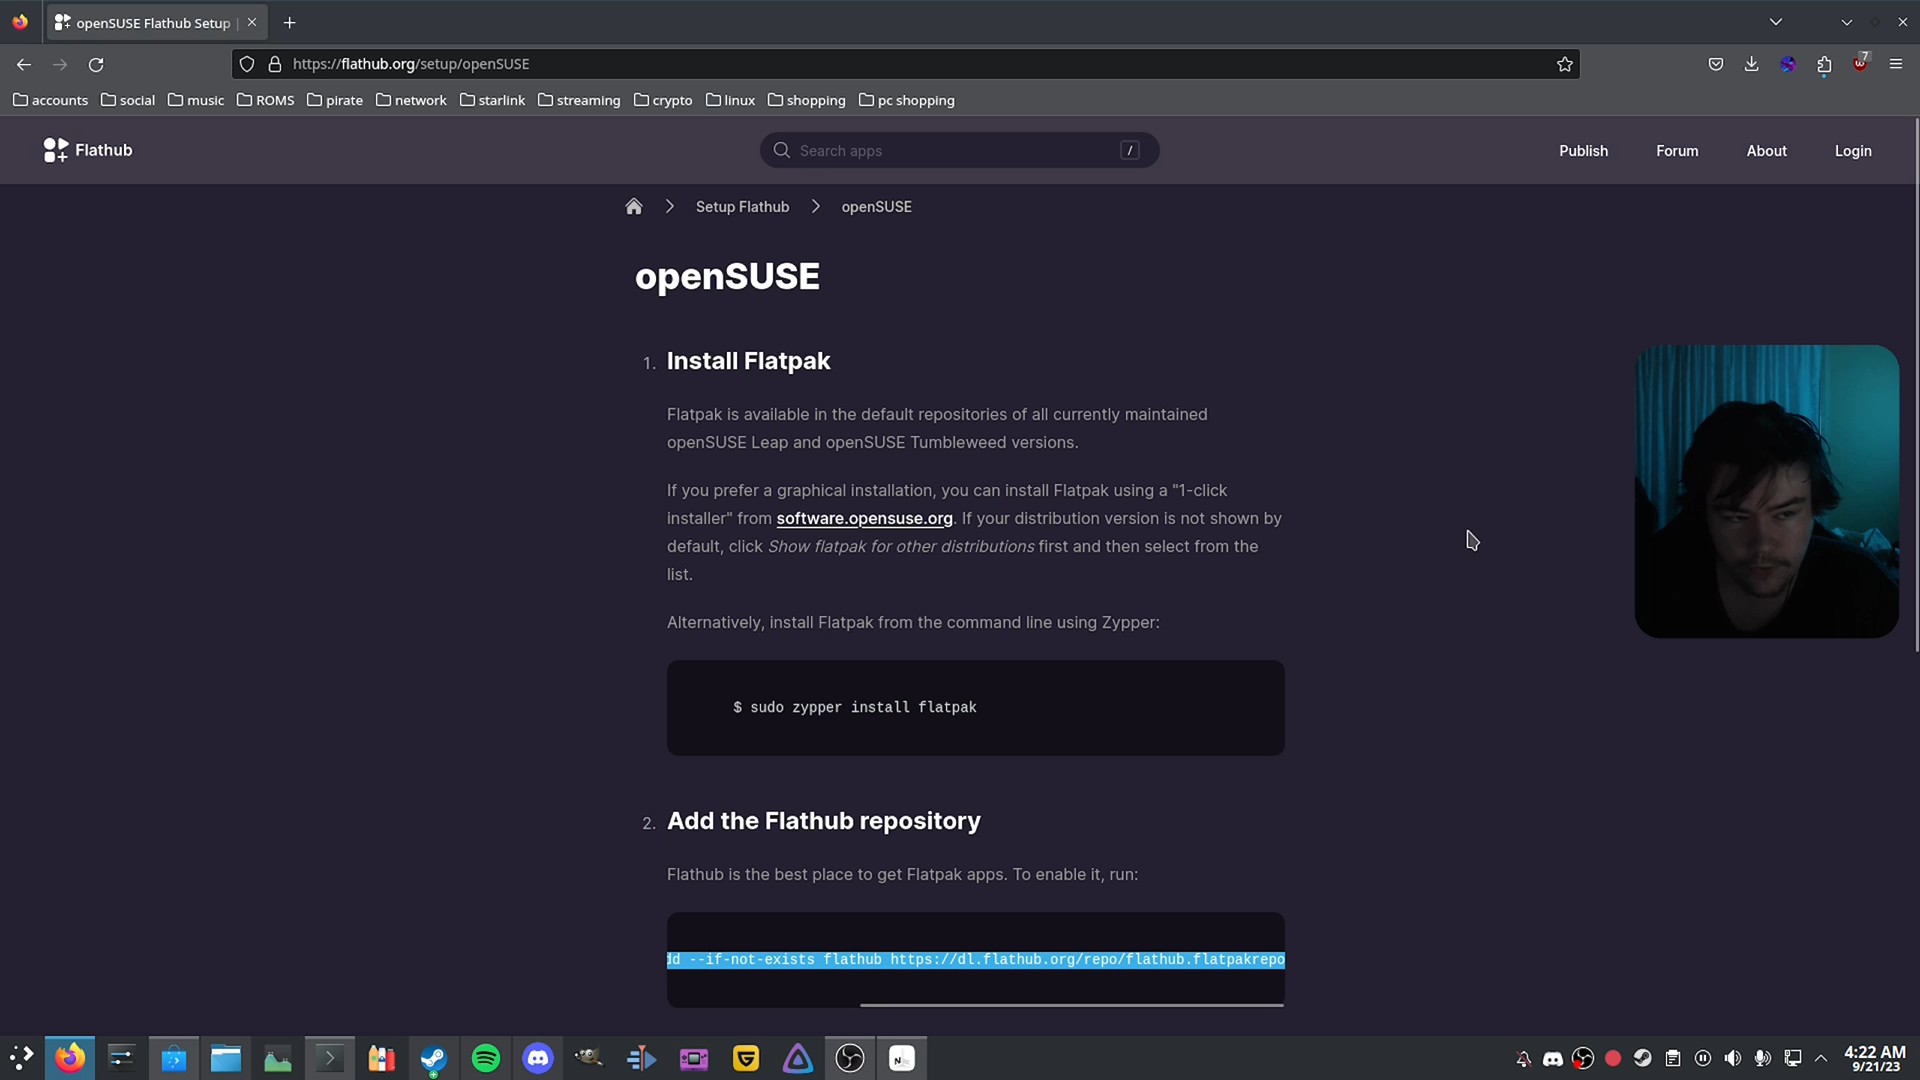 openSUSE Flathub Setup |
https://flathub.org/setup/openSUSE
7
accounts social music ROMS pirate network starlink streaming crypto linux shopping pc shopping
Flathub
Search apps
/
Publish Forum About Login
Setup Flathub openSUSE
openSUSE
1. Install Flatpak
Flatpak is available in the default repositories of all currently maintained
openSUSE Leap and openSUSE Tumbleweed versions.
If you prefer a graphical installation, you can install Flatpak using a "1-click
installer" from software.opensuse.org. If your distribution version is not shown by
default, click Show flatpak for other distributions first and then select from the
list.
Alternatively, install Flatpak from the command line using Zypper:
$ sudo zypper install flatpak
2. Add the Flathub repository
Flathub is the best place to get Flatpak apps. To enable it, run:
dd --if-not-exists flathub https://dl.flathub.org/repo/flathub.flatpakrepo
4:22 AM
9/21/23